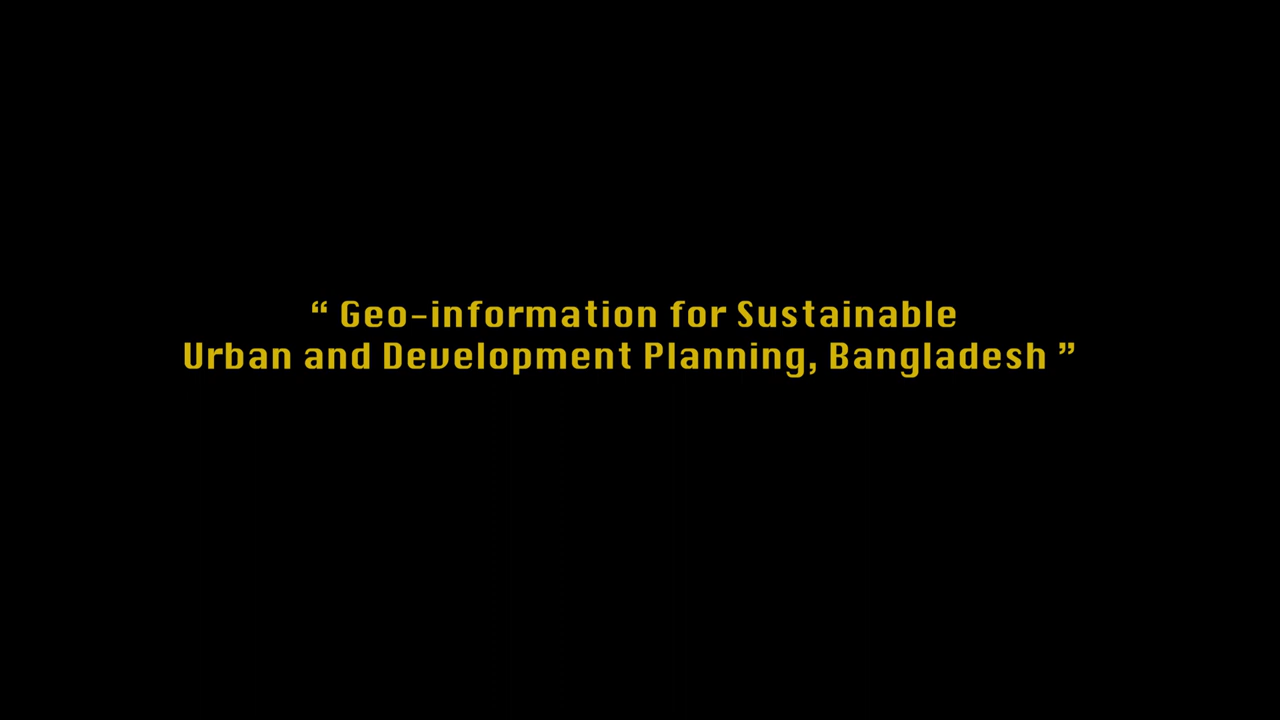 “ Geo-information for Sustainable
Urban and Development Planning, Bangladesh ”